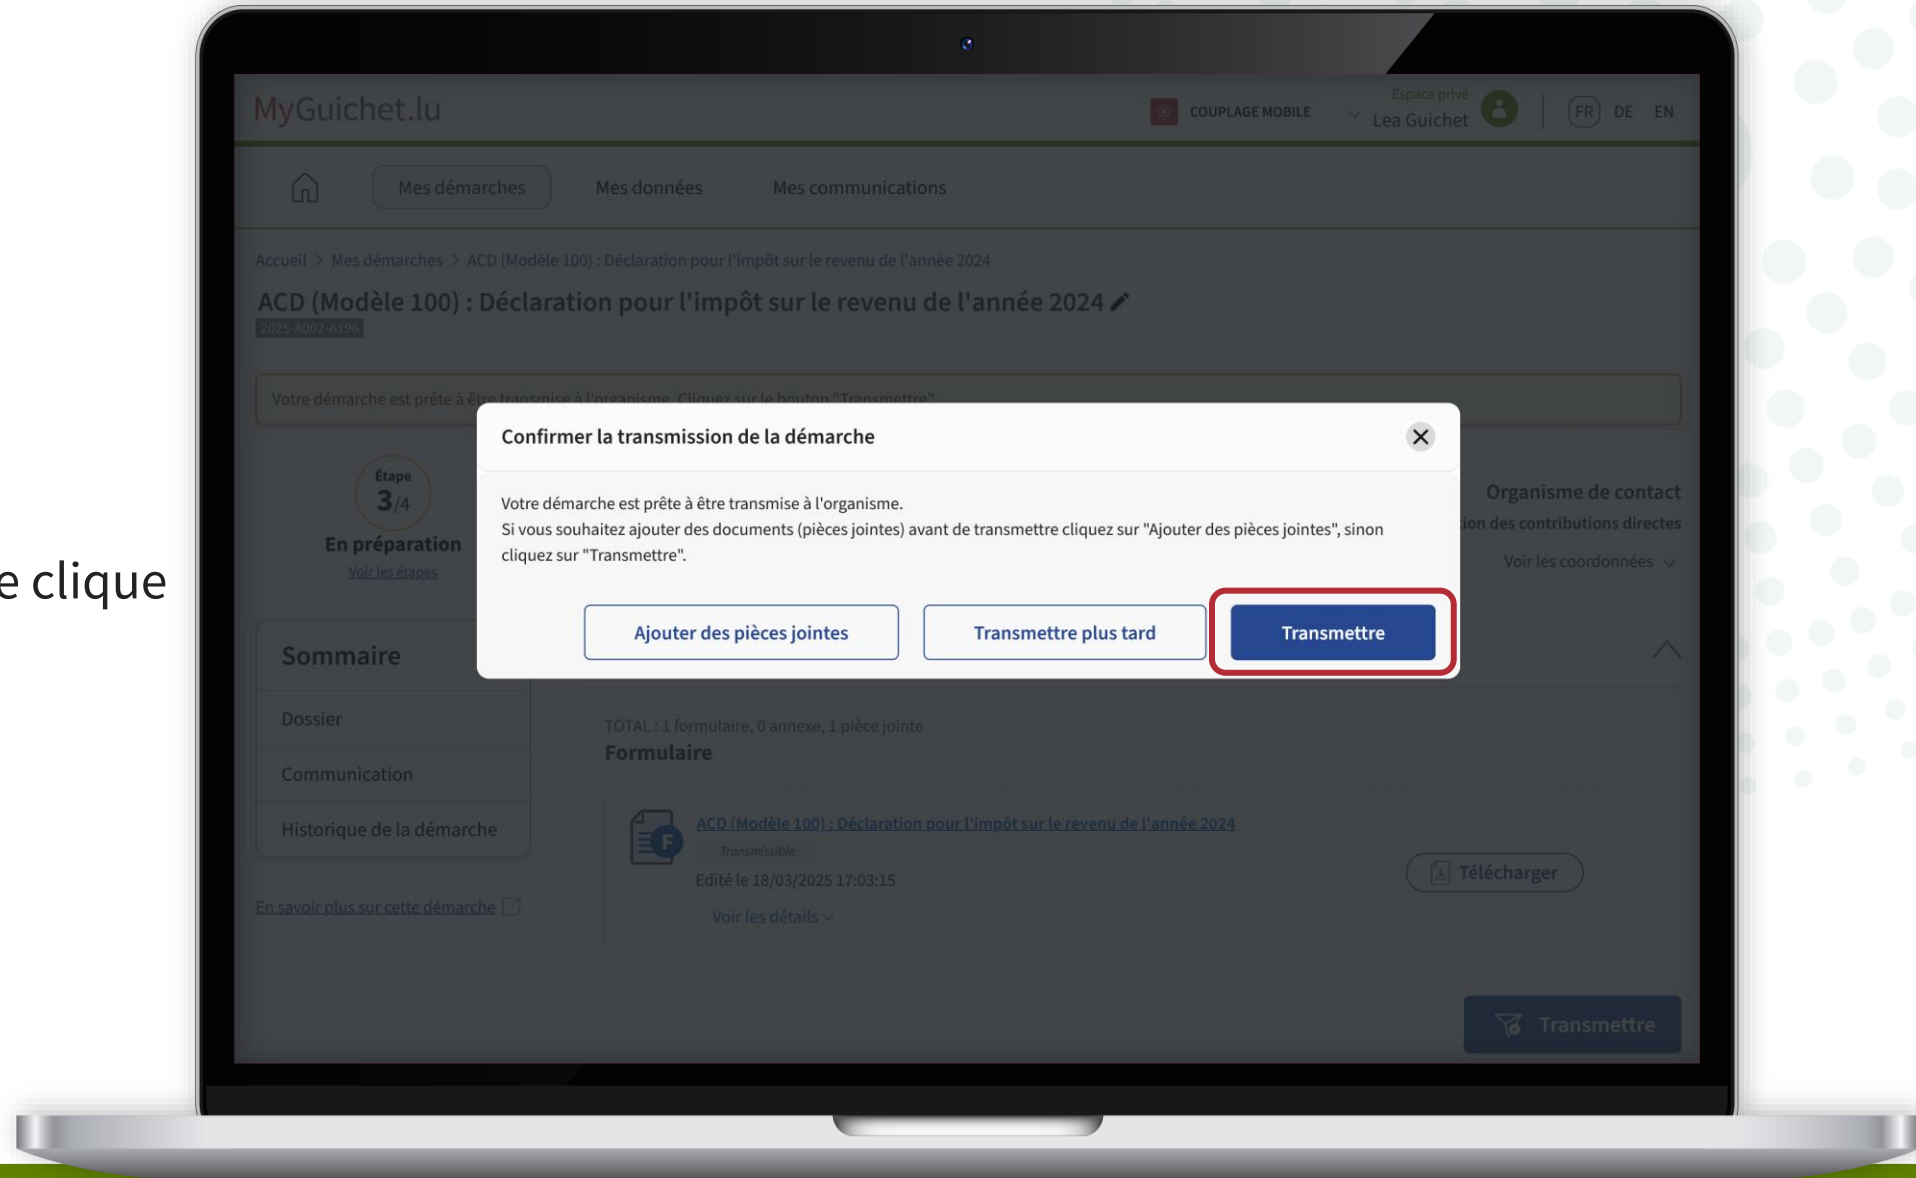 MyGuichet.lu
COUPLAGE MOBILE
Espace privé
Lea Guichet
FR DE EN
Mes démarches Mes données Mes communications
Accueil > Mes démarches > ACD (Modèle 100) : Déclaration pour l'impôt sur le revenu de l'année 2024
ACD (Modèle 100) : Déclaration pour l'impôt sur le revenu de l'année 2024
2025-A002-A196
Votre démarche est prête à être transmise à l'organisme. Cliquez sur le bouton "Transmettre"
Confirmer la transmission de la démarche
Votre démarche est prête à être transmise à l'organisme.
Si vous souhaitez ajouter des documents (pièces jointes) avant de transmettre cliquez sur "Ajouter des pièces jointes", sinon
cliquez sur "Transmettre".
Ajouter des pièces jointes Transmettre plus tard Transmettre
Étape
3/4
En préparation
Voir les étapes
Organisme de contact
ion des contributions directes
Voir les coordonnées
e clique
Sommaire
Dossier
Communication
Historique de la démarche
En savoir plus sur cette démarche
TOTAL : 1 formulaire, 0 annexe, 1 pièce jointe
Formulaire
F
ACD (Modèle 100) : Déclaration pour l'impôt sur le revenu de l'année 2024
Transmissible
Edité le 18/03/2025 17:03:15
Voir les détails
Télécharger
Transmettre